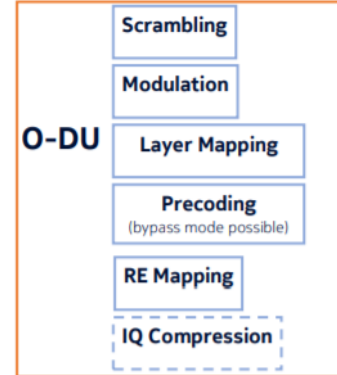 Scrambling
Modulation
O-DU
Layer Mapping
Precoding
(bypass mode possible)
RE Mapping
IQ Compression